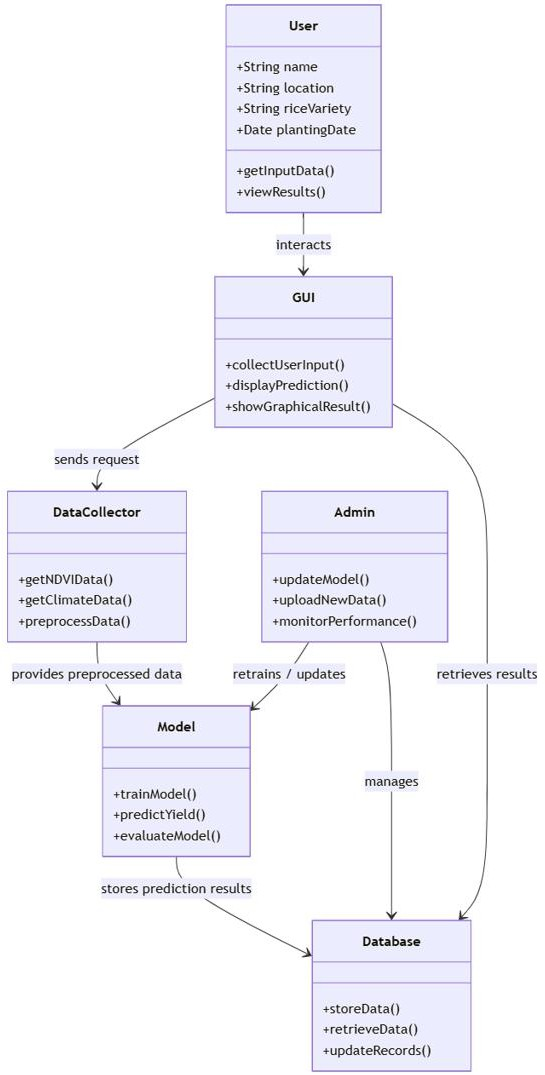 User
+String name
+String location
+String riceVariety
+Date plantingDate
+getInputData()
+viewResults()
interacts
GUI
+collectUserInput()
+displayPrediction()
+showGraphicalResult()
sends request
DataCollector
+getNDVIData()
+getClimateData()
+preprocessData()
Admin
+updateModel()
+uploadNewData()
+monitorPerformance()
provides preprocessed data
retrains / updates
retrieves results
Model
+trainModel()
+predictYield()
+evaluateModel()
manages
stores prediction results
Database
+storeData()
+retrieveData()
+updateRecords()